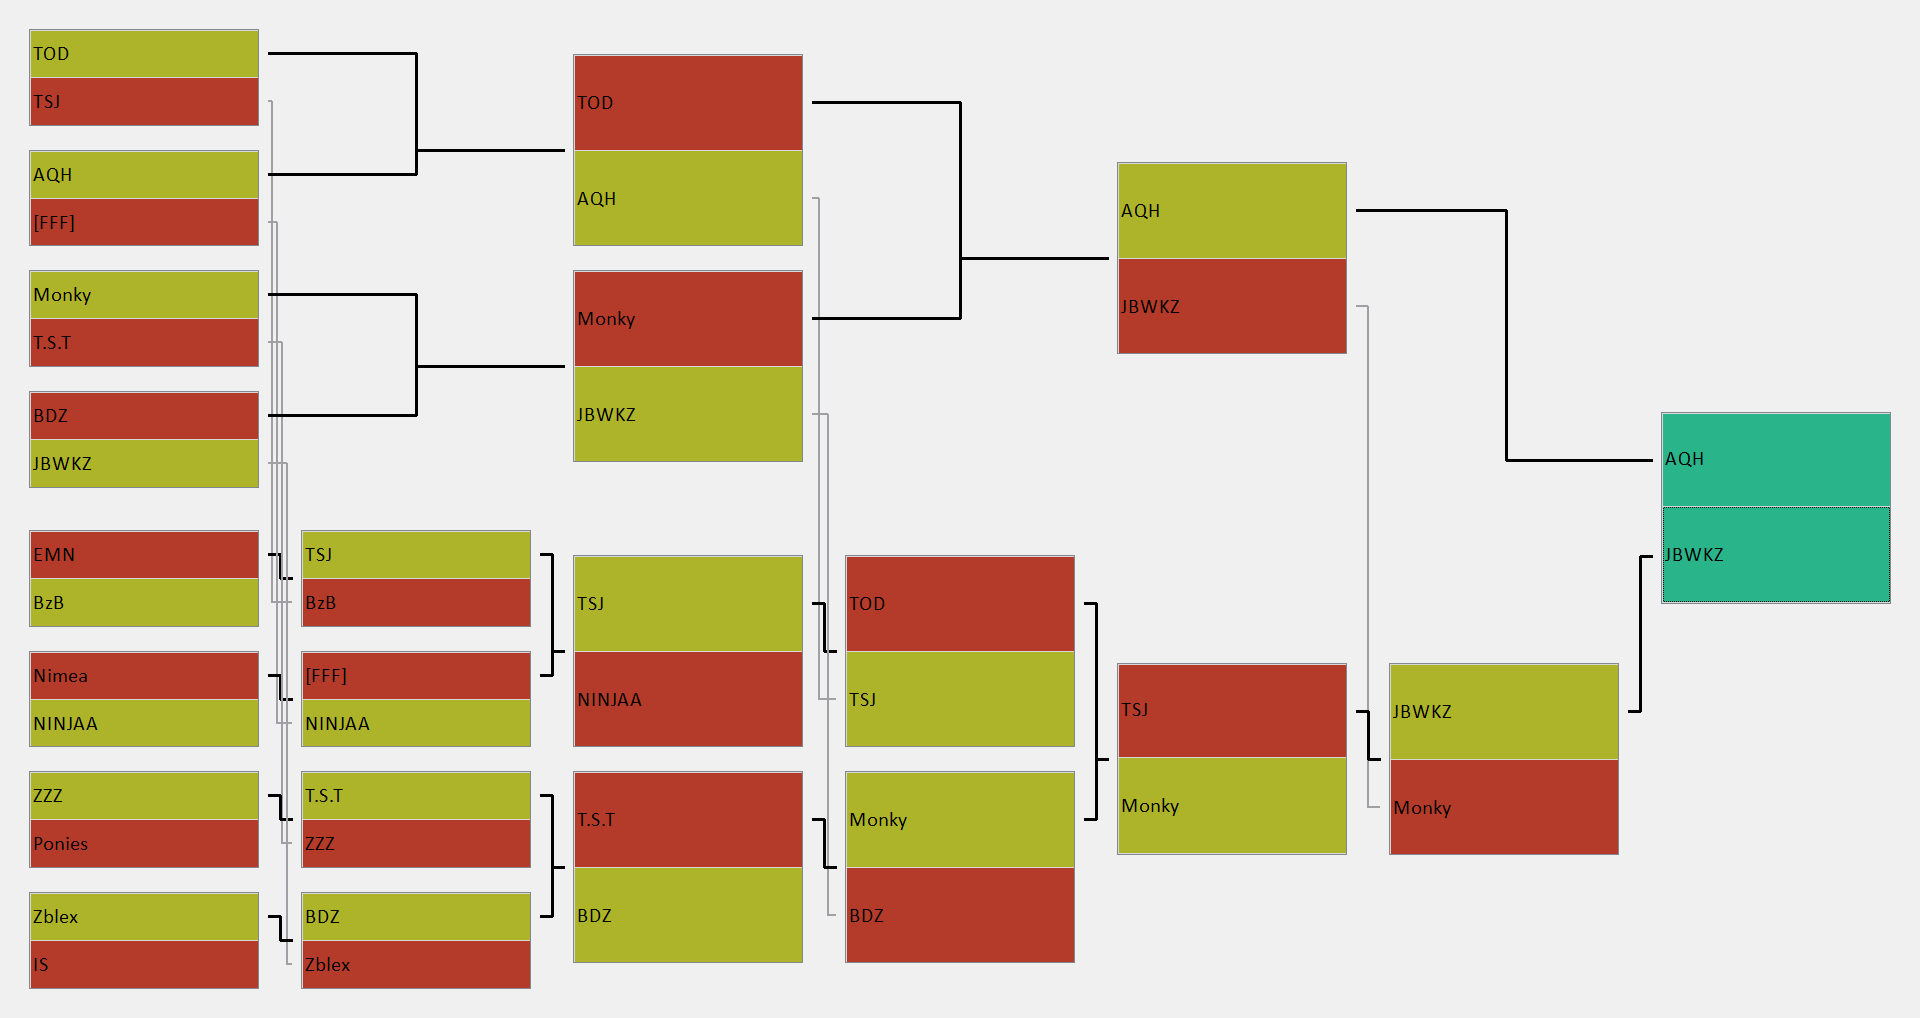 TOD
TSJ
AQH
[FFF]
Monky
T.S.T
BDZ
JBWKZ
EMN
BzB
Nimea
NINJAA
ZZZ
Ponies
Zblex
IS
TSJ
BzB
[FFF]
NINJAA
T.S.T
ZZZ
BDZ
Zblex
TOD
AQH
Monky
JBWKZ
TSJ
NINJAA
T.S.T
BDZ
TOD
TSJ
Monky
BDZ
AQH
JBWKZ
TSJ
Monky
JBWKZ
Monky
AQH
JBWKZ